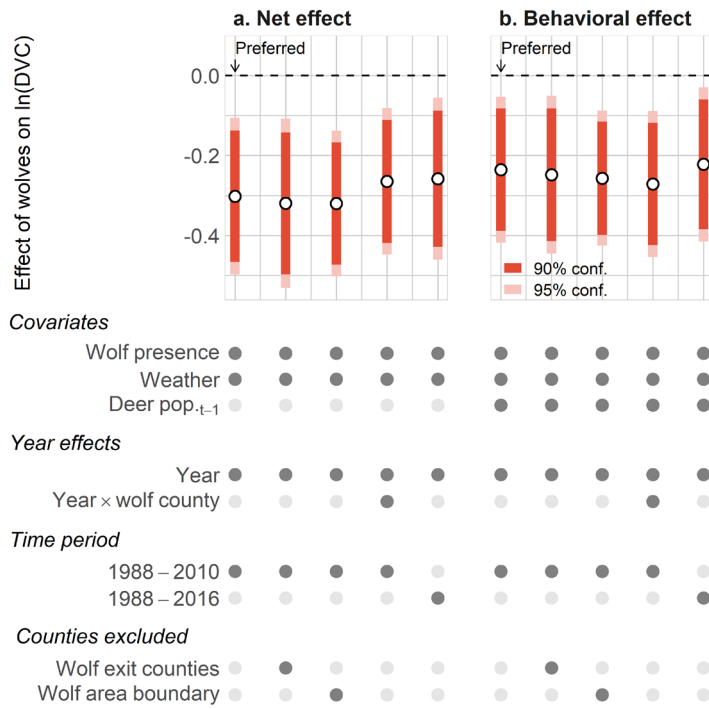 a. Net effect
b. Behavioral effect
Preferred
Preferred
Effect of wolves on ln(DVC)
0.0
-0.2
-0.4
90% conf.
95% conf.
Covariates
Wolf presence
Weather
Deer pop.t−1
Year effects
Year
Year × wolf county
Time period
1988 – 2010
1988 – 2016
Counties excluded
Wolf exit counties
Wolf area boundary